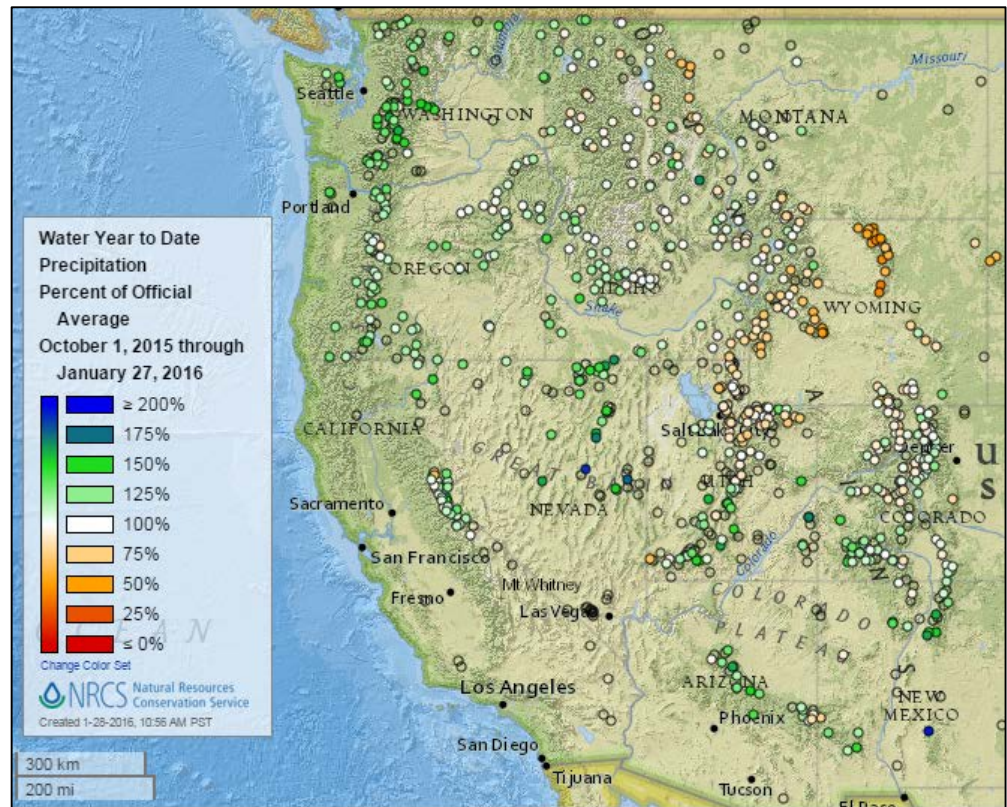 Water Year to Date
Precipitation
Percent of Official
Average
October 1, 2015 through
January 27, 2016
≥ 200%
175%
150%
125%
100%
75%
50%
25%
≤ 0%
Change Color Set
NRCS Natural Resources
Conservation Service
Created 1-28-2016, 10:56 AM PST
300 km
200 mi
Columbia
Missouri
Seattle
WASHINGTON
MONTANA
Portland
OREGON
IDAHO
Snake
WYOMING
CALIFORNIA
Salt Lake City
GREAT
BASIN
UTAH
Denver
US
NEVADA
COLORADO
Sacramento
San Francisco
Colorado
Mt Whitney
Fresno
Las Vegas
COLORADO
PLATEAU
OCEAN
Los Angeles
ARIZONA
NEW
MEXICO
Phoenix
San Diego
Tijuana
Tucson
El Paso